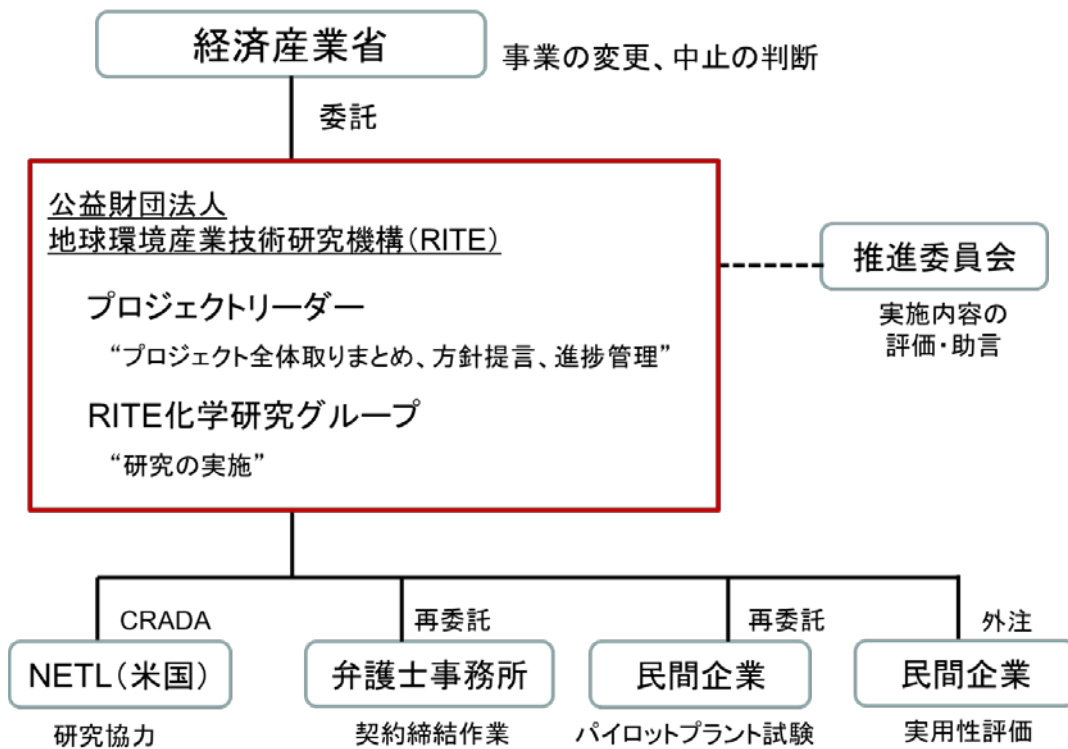 経済産業省
事業の変更、中止の判断
委託
公益財団法人
地球環境産業技術研究機構(RITE)
プロジェクトリーダー
“プロジェクト全体取りまとめ、方針提言、進捗管理”
RITE化学研究グループ
“研究の実施”
推進委員会
実施内容の
評価・助言
CRADA
再委託
再委託
外注
NETL(米国)
弁護士事務所
民間企業
民間企業
研究協力
契約締結作業
パイロットプラント試験
実用性評価